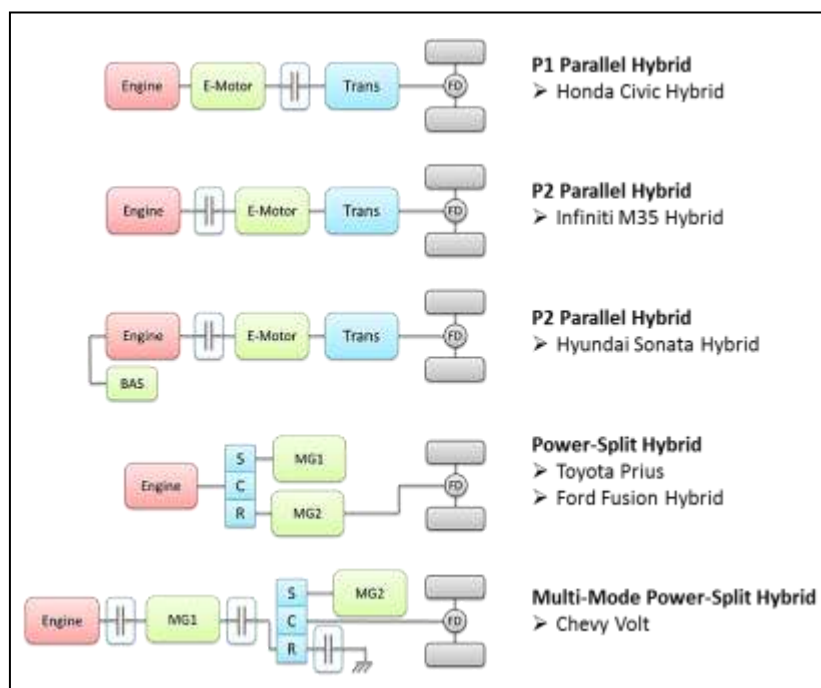 P1 Parallel Hybrid
➢ Honda Civic Hybrid
Engine E-Motor Trans FD
P2 Parallel Hybrid
➢ Infiniti M35 Hybrid
Engine E-Motor Trans FD
P2 Parallel Hybrid
➢ Hyundai Sonata Hybrid
Engine E-Motor Trans FD
BAS
Power-Split Hybrid
➢ Toyota Prius
➢ Ford Fusion Hybrid
S MG1
Engine C FD
R MG2
Multi-Mode Power-Split Hybrid
➢ Chevy Volt
S MG2
Engine MG1 C FD
R